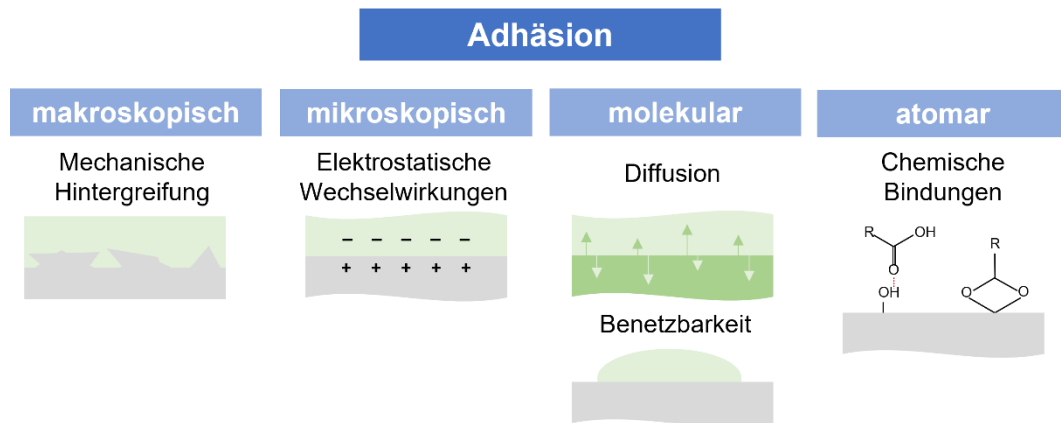 Adhäsion
makroskopisch
Mechanische
Hintergreifung
mikroskopisch
Elektrostatische
Wechselwirkungen
– – – – –
+ + + + +
molekular
Diffusion
Benetzbarkeit
atomar
Chemische
Bindungen
R OH
O
OH
R
O O